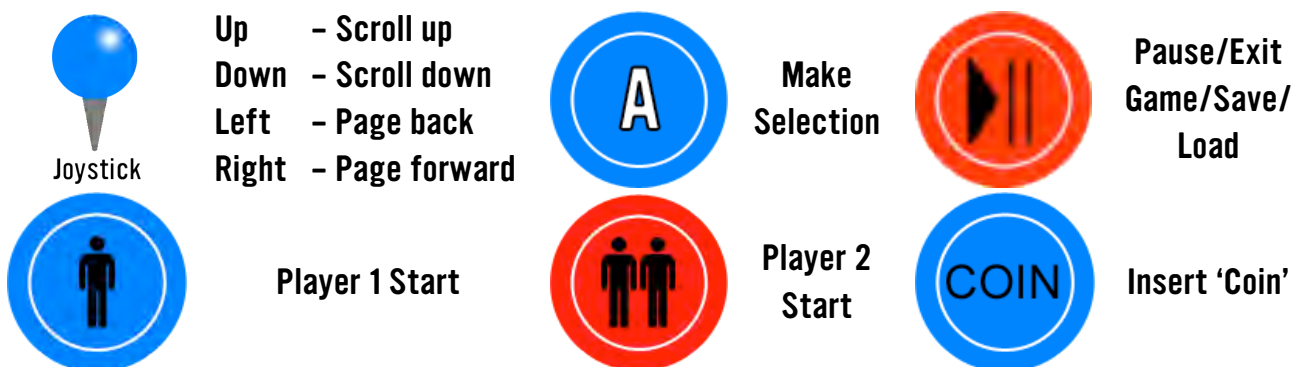 Joystick
Up – Scroll up
Down – Scroll down
Left – Page back
Right – Page forward
A
Make
Selection
Pause/Exit
Game/Save/
Load
Player 1 Start
Player 2
Start
COIN
Insert ‘Coin’